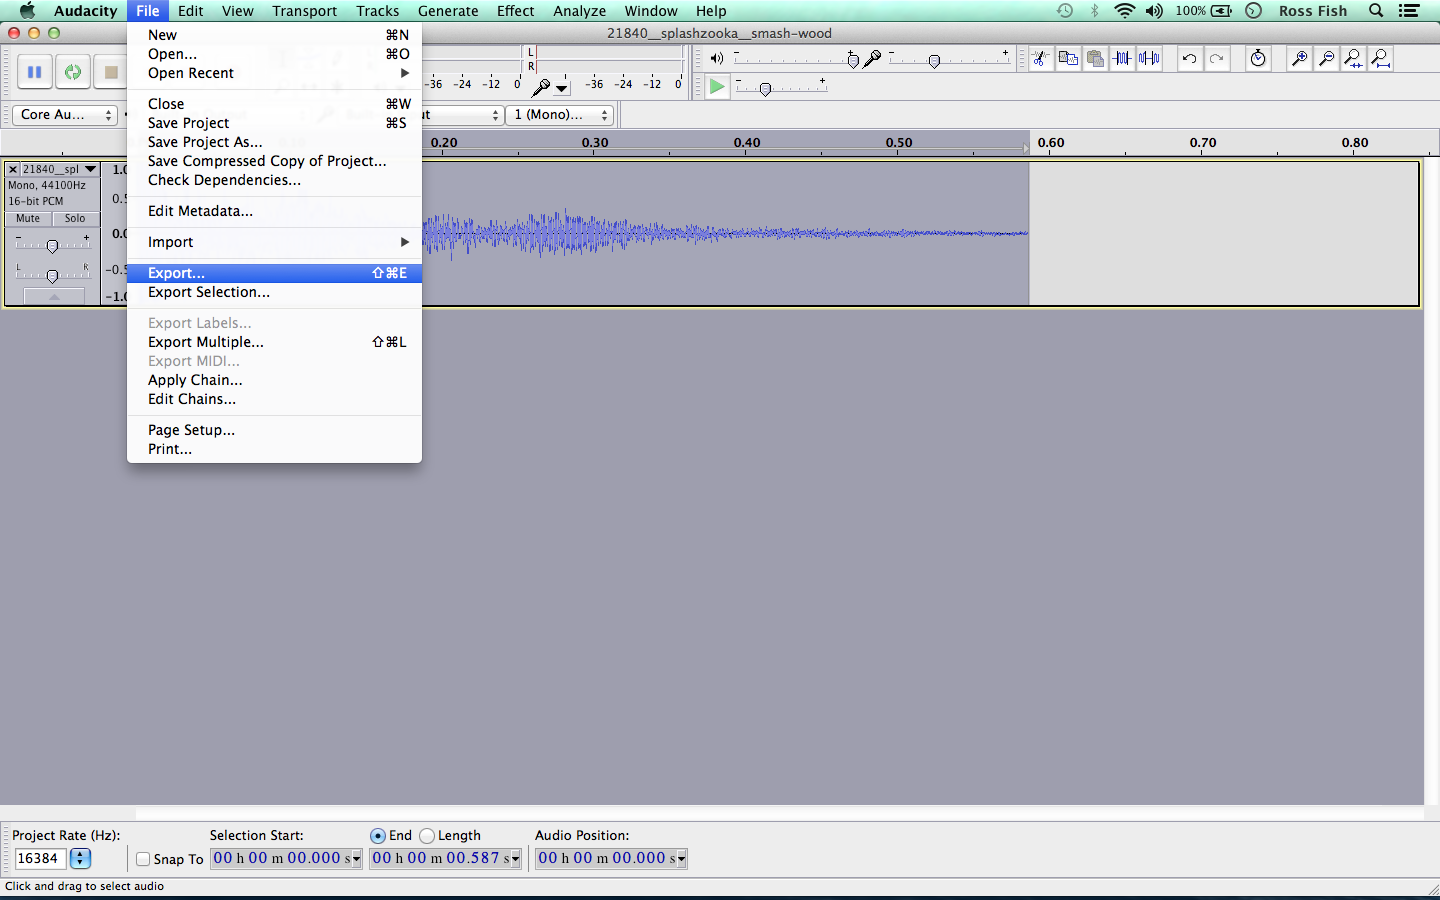 Audacity File Edit View Transport Tracks Generate Effect Analyze Window Help 100% Ross Fish
21840__splashzooka__smash-wood
New ⌘N
Open... ⌘O
Open Recent ▶
Close ⌘W
Save Project ⌘S
Save Project As...
Save Compressed Copy of Project...
Check Dependencies...
Edit Metadata...
Import ▶
Export... ⇧⌘E
Export Selection...
Export Labels...
Export Multiple... ⇧⌘L
Export MIDI...
Apply Chain...
Edit Chains...
Page Setup...
Print...
L
R
-36 -24 -12 0 -36 -24 -12 0
- + - +
- +
Core Au... ut 1 (Mono)...
0.20 0.30 0.40 0.50 0.60 0.70 0.80
21840__spl
Mono, 44100Hz
16-bit PCM
Mute Solo
- +
L R
1.0
0.5
0.0
-0.5
-1.0
Project Rate (Hz): Selection Start: End Length Audio Position:
16384 Snap To 00 h 00 m 00.000 s 00 h 00 m 00.587 s 00 h 00 m 00.000 s
Click and drag to select audio